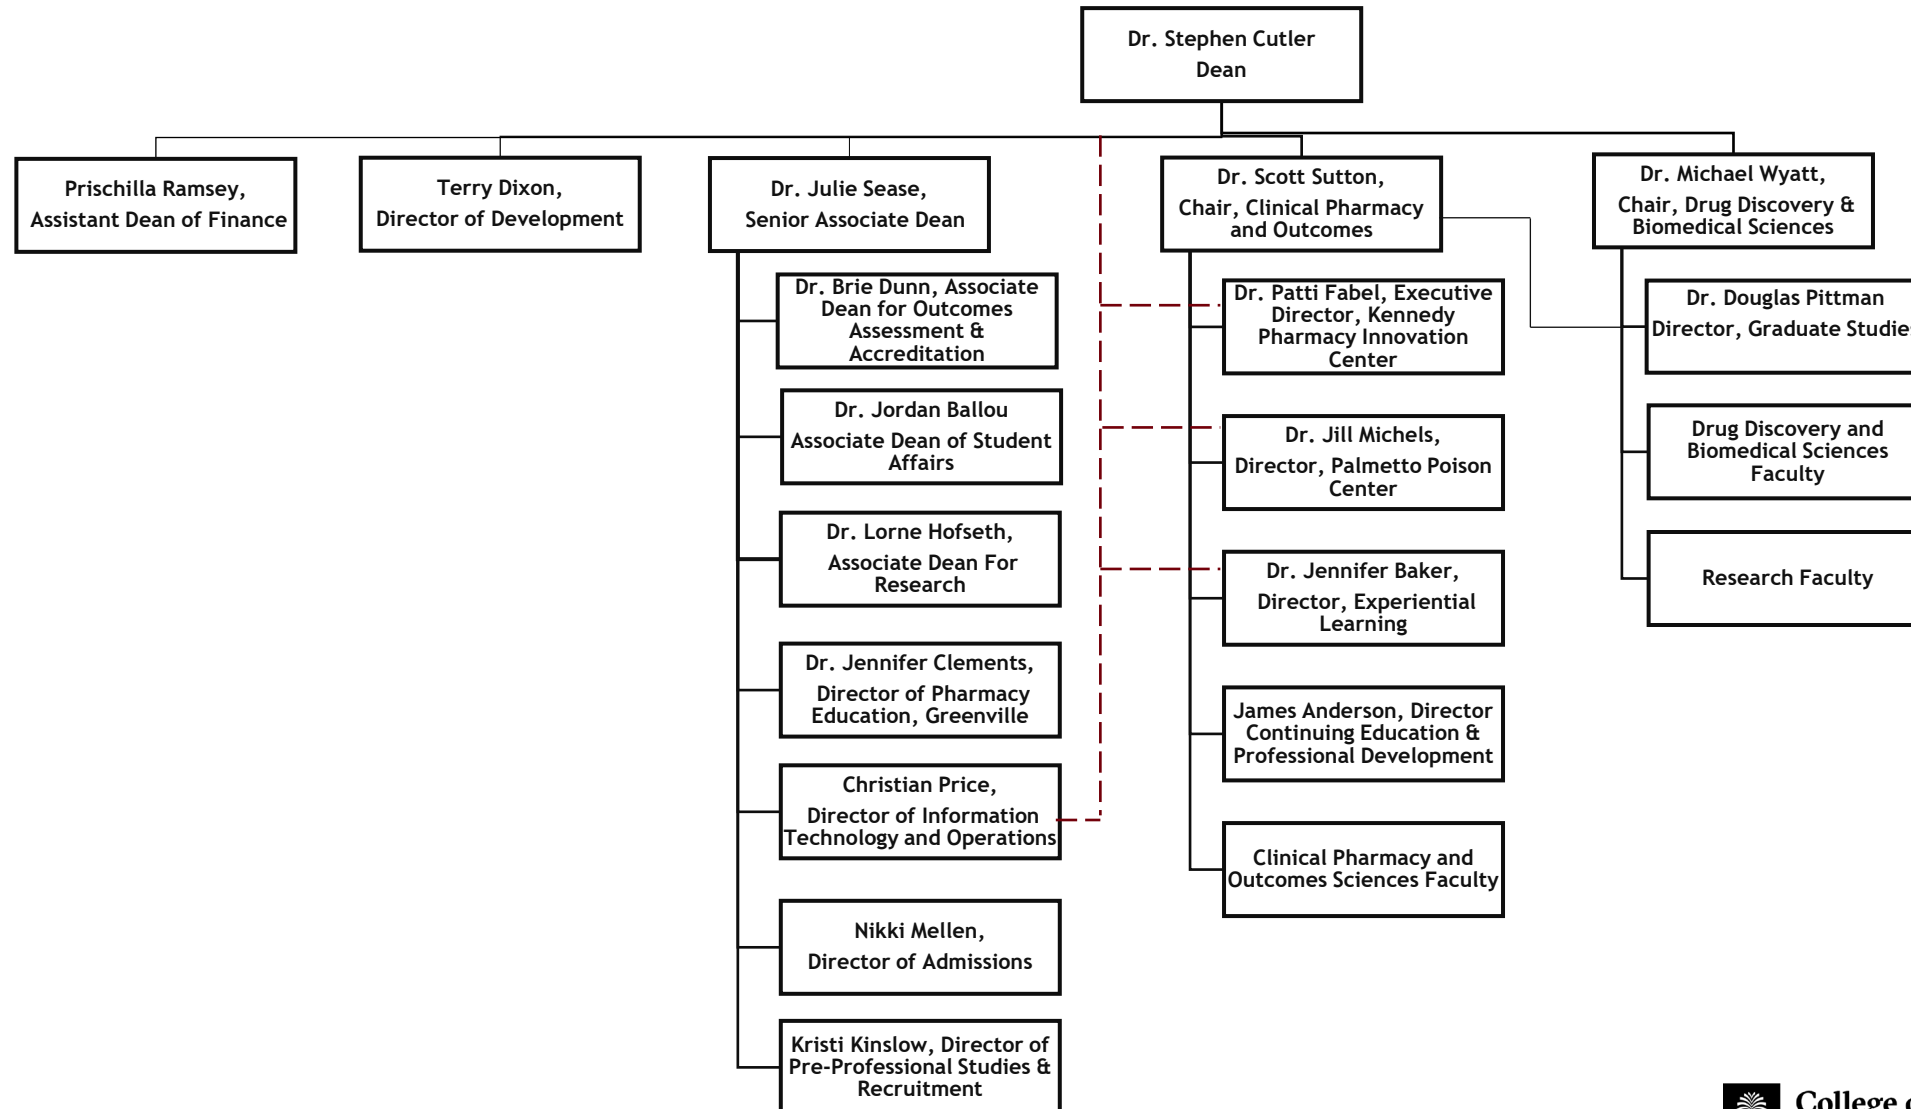 Dr. Stephen Cutler
Dean
Prischilla Ramsey,
Assistant Dean of Finance
Terry Dixon,
Director of Development
Dr. Julie Sease,
Senior Associate Dean
Dr. Scott Sutton,
Chair, Clinical Pharmacy
and Outcomes
Dr. Michael Wyatt,
Chair, Drug Discovery &
Biomedical Sciences
Dr. Brie Dunn, Associate
Dean for Outcomes
Assessment &
Accreditation
Dr. Jordan Ballou
Associate Dean of Student
Affairs
Dr. Lorne Hofseth,
Associate Dean For
Research
Dr. Jennifer Clements,
Director of Pharmacy
Education, Greenville
Christian Price,
Director of Information
Technology and Operations
Nikki Mellen,
Director of Admissions
Kristi Kinslow, Director of
Pre-Professional Studies &
Recruitment
Dr. Patti Fabel, Executive
Director, Kennedy
Pharmacy Innovation
Center
Dr. Jill Michels,
Director, Palmetto Poison
Center
Dr. Jennifer Baker,
Director, Experiential
Learning
James Anderson, Director
Continuing Education &
Professional Development
Clinical Pharmacy and
Outcomes Sciences Faculty
Dr. Douglas Pittman
Director, Graduate Studie
Drug Discovery and
Biomedical Sciences
Faculty
Research Faculty
College